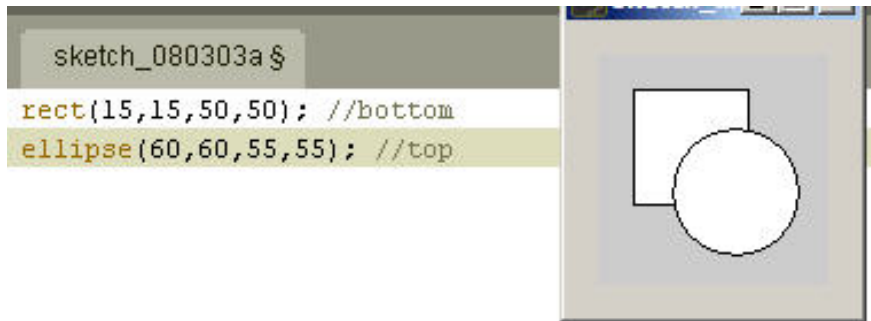 sketch_080303a §
rect(15,15,50,50); //bottom
ellipse(60,60,55,55); //top